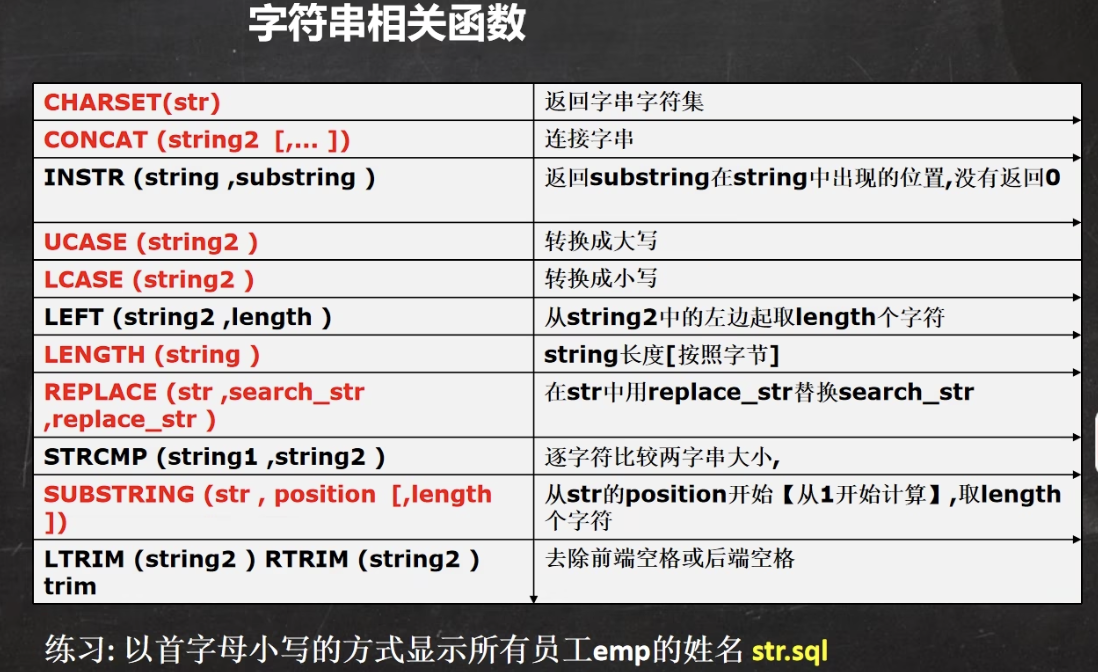 字符串相关函数
CHARSET(str)
返回字串字符集
CONCAT (string2  [,... ])
连接字串
INSTR (string ,substring )
返回substring在string中出现的位置,没有返回0
UCASE (string2 )
转换成大写
LCASE (string2 )
转换成小写
LEFT (string2 ,length )
从string2中的左边起取length个字符
LENGTH (string )
string长度[按照字节]
REPLACE (str ,search_str
,replace_str )
在str中用replace_str替换search_str
STRCMP (string1 ,string2 )
逐字符比较两字串大小,
SUBSTRING (str , position  [,length
])
从str的position开始【从1开始计算】,取length
个字符
LTRIM (string2 ) RTRIM (string2 )
trim
去除前端空格或后端空格
练习: 以首字母小写的方式显示所有员工emp的姓名 str.sql